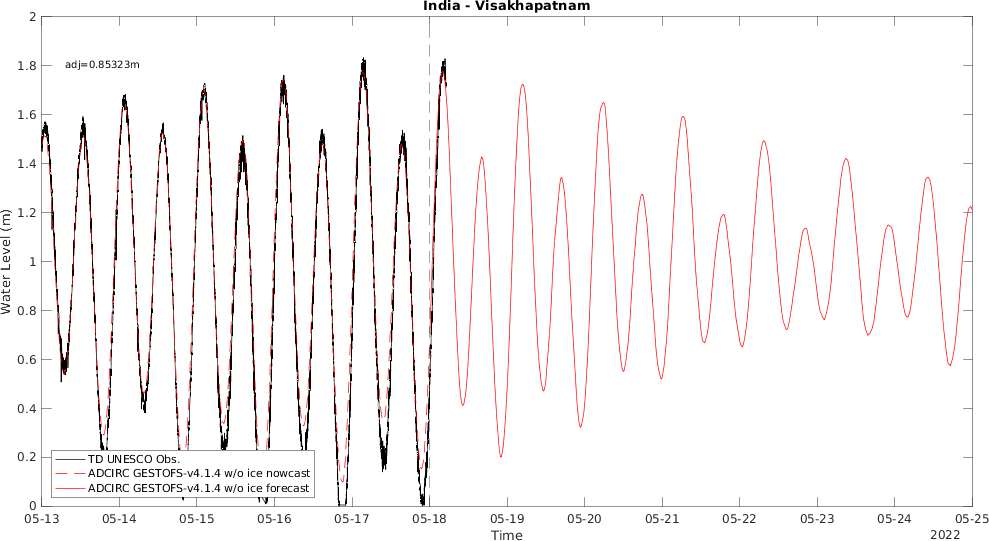 India - Visakhapatnam
2
1.8
1.6
1.4
1.2
1
0.8
0.6
0.4
0.2
0
Water Level (m)
adj=0.85323m
TD UNESCO Obs.
ADCIRC GESTOFS-v4.1.4 w/o ice nowcast
ADCIRC GESTOFS-v4.1.4 w/o ice forecast
05-13 05-14 05-15 05-16 05-17 05-18 05-19 05-20 05-21 05-22 05-23 05-24 05-25
Time
2022